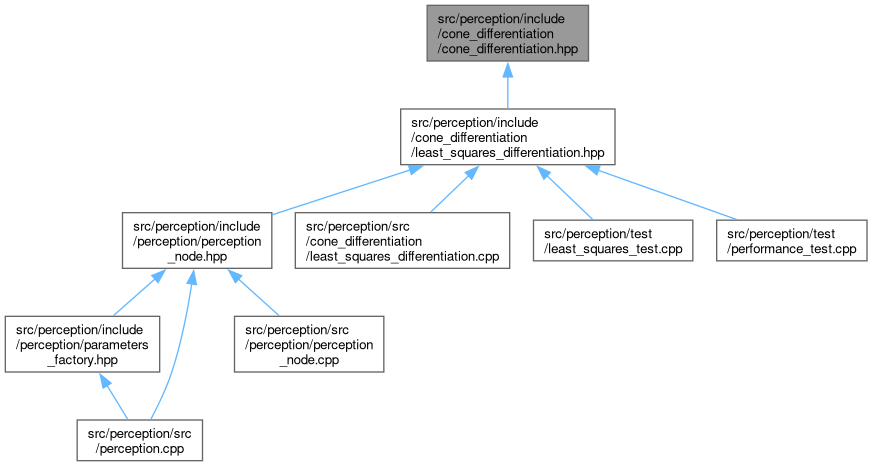 src/perception/include
/cone_differentiation
/cone_differentiation.hpp
src/perception/include
/cone_differentiation
/least_squares_differentiation.hpp
src/perception/include
/perception/perception
_node.hpp
src/perception/src
/cone_differentiation
/least_squares_differentiation.cpp
src/perception/test
/least_squares_test.cpp
src/perception/test
/performance_test.cpp
src/perception/include
/perception/parameters
_factory.hpp
src/perception/src
/perception/perception
_node.cpp
src/perception/src
/perception.cpp